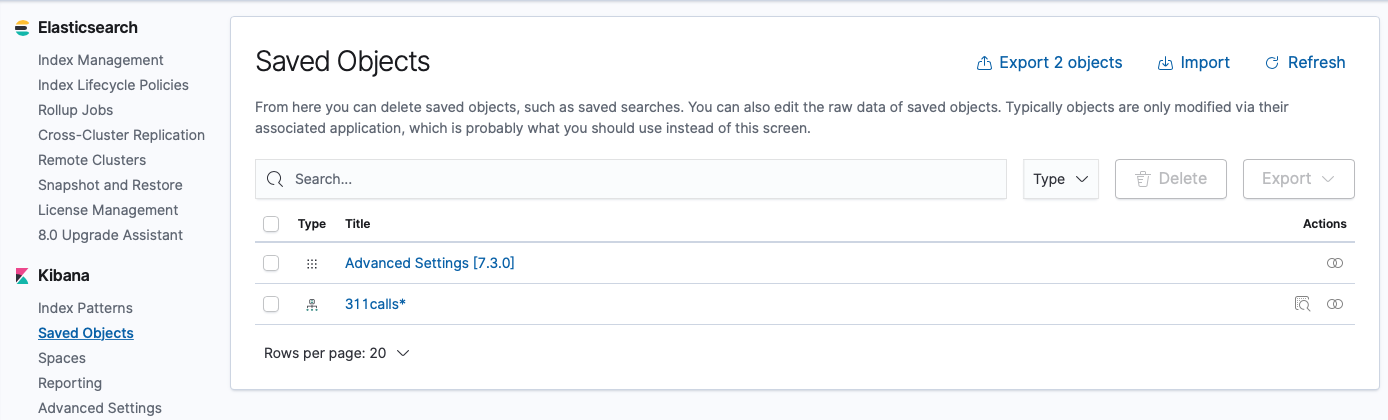 Elasticsearch
Index Management
Index Lifecycle Policies
Rollup Jobs
Cross-Cluster Replication
Remote Clusters
Snapshot and Restore
License Management
8.0 Upgrade Assistant
Kibana
Index Patterns
Saved Objects
Spaces
Reporting
Advanced Settings
Saved Objects
Export 2 objects
Import
Refresh
From here you can delete saved objects, such as saved searches. You can also edit the raw data of saved objects. Typically objects are only modified via their
associated application, which is probably what you should use instead of this screen.
Search...
Type
Delete
Export
Type Title Actions
Advanced Settings [7.3.0]
311calls*
Rows per page: 20